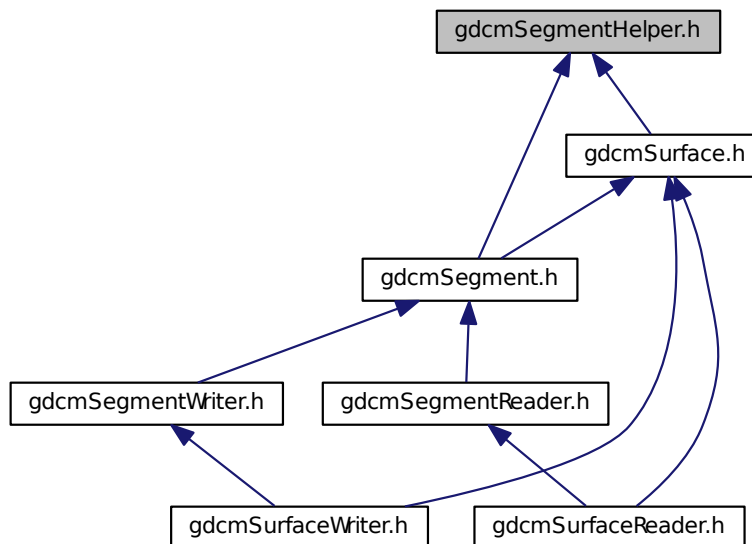 gdcmSegmentHelper.h
gdcmSurface.h
gdcmSegment.h
gdcmSegmentWriter.h
gdcmSegmentReader.h
gdcmSurfaceWriter.h
gdcmSurfaceReader.h